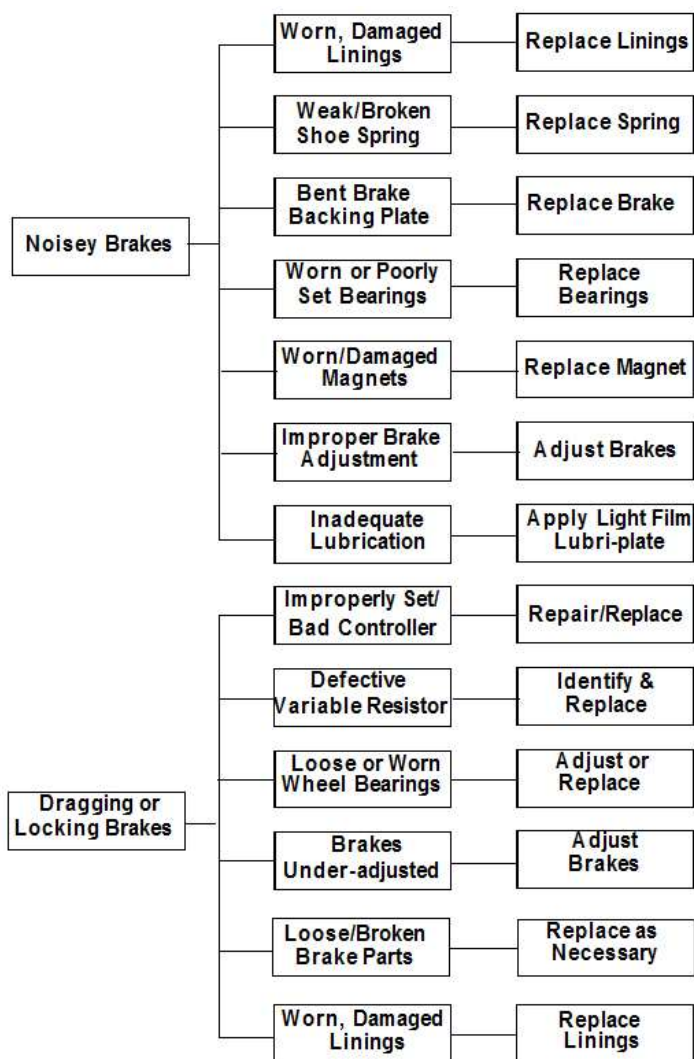 Worn, Damaged
Linings
Replace Linings
Weak/Broken
Shoe Spring
Replace Spring
Bent Brake
Backing Plate
Replace Brake
Noisey Brakes
Worn or Poorly
Set Bearings
Replace
Bearings
Worn/Damaged
Magnets
Replace Magnet
Improper Brake
Adjustment
Adjust Brakes
Inadequate
Lubrication
Apply Light Film
Lubri-plate
Improperly Set/
Bad Controller
Repair/Replace
Defective
Variable Resistor
Identify &
Replace
Loose or Worn
Wheel Bearings
Adjust or
Replace
Dragging or
Locking Brakes
Brakes
Under-adjusted
Adjust
Brakes
Loose/Broken
Brake Parts
Replace as
Necessary
Worn, Damaged
Linings
Replace
Linings